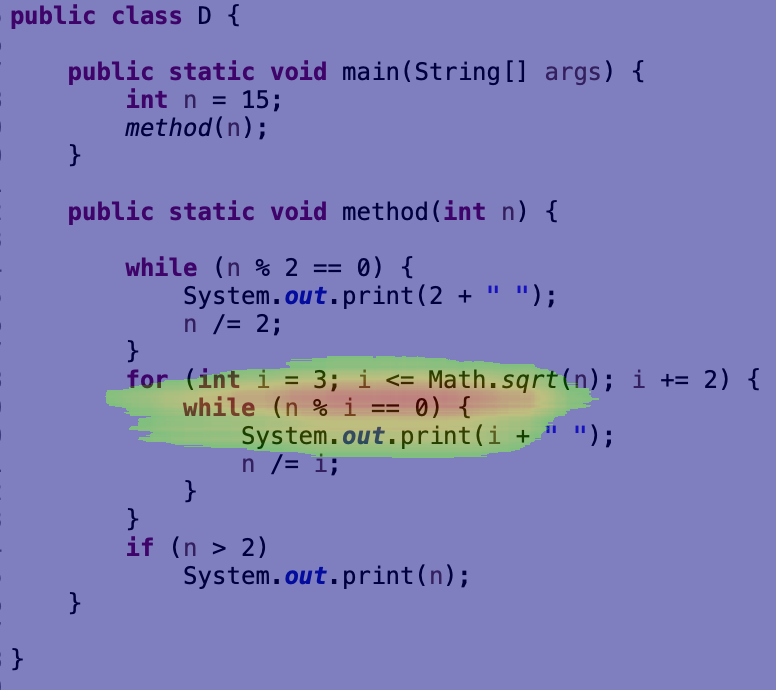 public class D {
public static void main(String[] args) {
int n = 15;
method(n);
}
public static void method(int n) {
while (n % 2 == 0) {
System.out.print(2 + " ");
n /= 2;
}
for (int i = 3; i <= Math.sqrt(n); i += 2) {
while (n % i == 0) {
System.out.print(i + " ");
n /= i;
}
}
if (n > 2)
System.out.print(n);
}
}